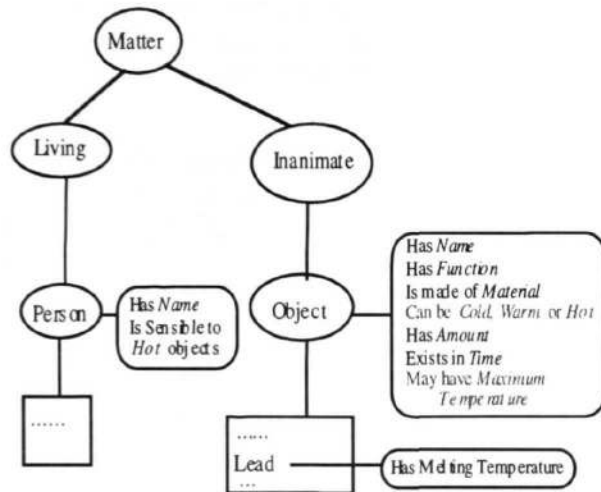 Matter
Living
Inanimate
Has Name
Has Function
Is made of Material
Can be Cold, Warm or Hot
Has Amount
Exists in Time
May have Maximum
Temperature
Person
Has Name
Is Sensible to
Hot objects
Object
......
......
Lead
...
Has Melting Temperature